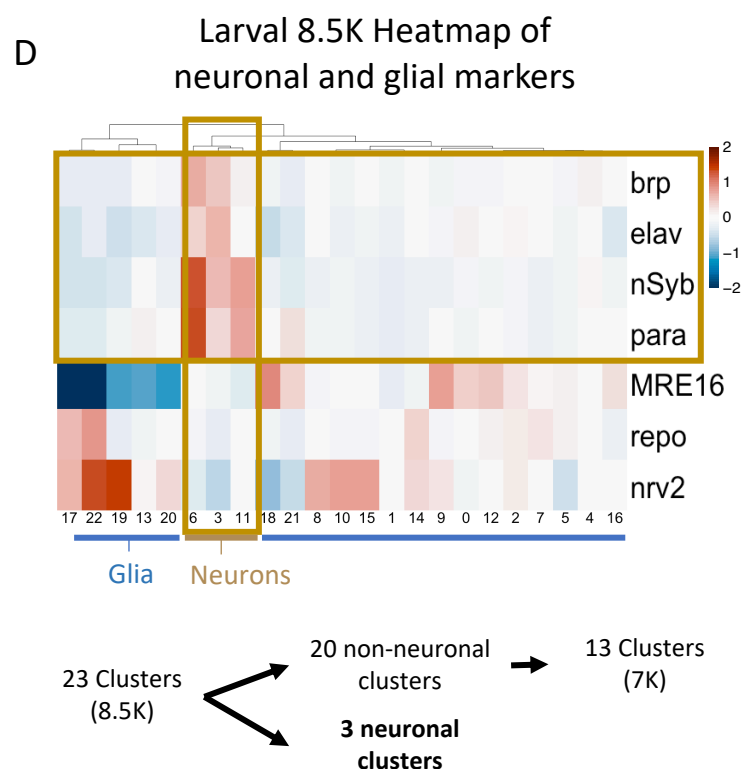 D
Larval 8.5K Heatmap of
neuronal and glial markers
2
1
0
−1
−2
brp
elav
nSyb
para
MRE16
repo
nrv2
17 22 19 13 20 6 3 11 18 21 8 10 15 1 14 9 0 12 2 7 5 4 16
Glia Neurons
23 Clusters
(8.5K)
20 non-neuronal
clusters
13 Clusters
(7K)
3 neuronal
clusters